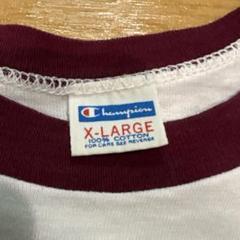 Champion
X-LARGE
100% COTTON
FOR CARE SEE REVERSE